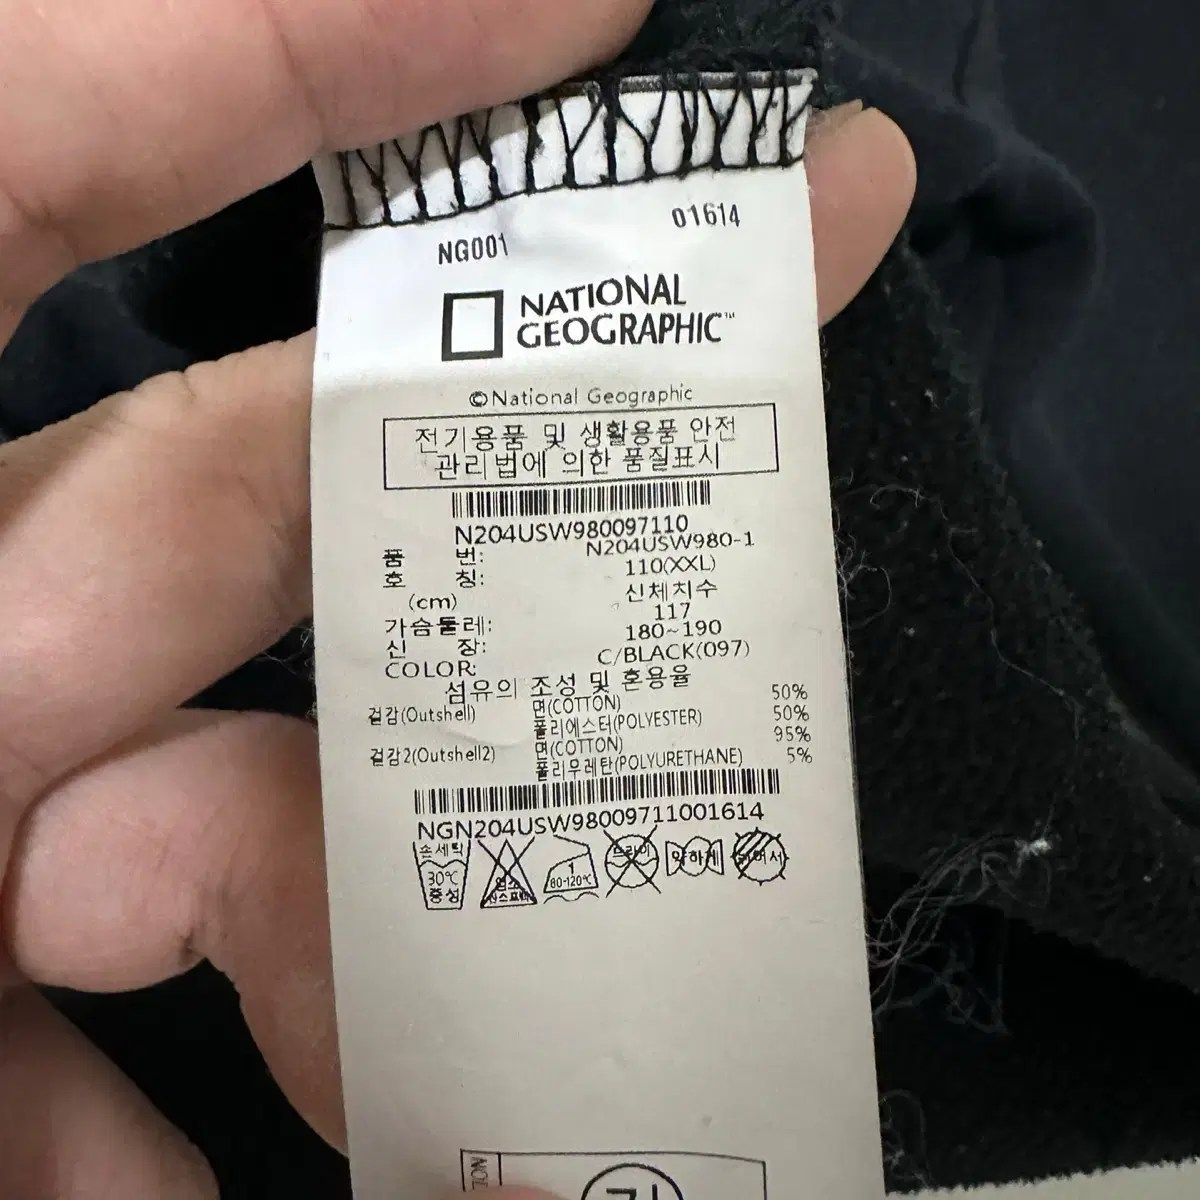 NG001 01614
NATIONAL
GEOGRAPHIC™
©National Geographic
전기용품 및 생활용품 안전
관리법에 의한 품질표시
N204USW980097110
품 번: N204USW980-1
호 칭: 110(XXL)
(cm) 신체치수
가슴둘레: 117
신 장: 180~190
COLOR: C/BLACK(097)
섬유의 조성 및 혼용율
겉감(Outshell) 면(COTTON) 50%
폴리에스터(POLYESTER) 50%
겉감2(Outshell2) 면(COTTON) 95%
폴리우레탄(POLYURETHANE) 5%
NGN204USW98009711001614
손세탁 30℃ 중성
1 80-120℃
드라이
약하게